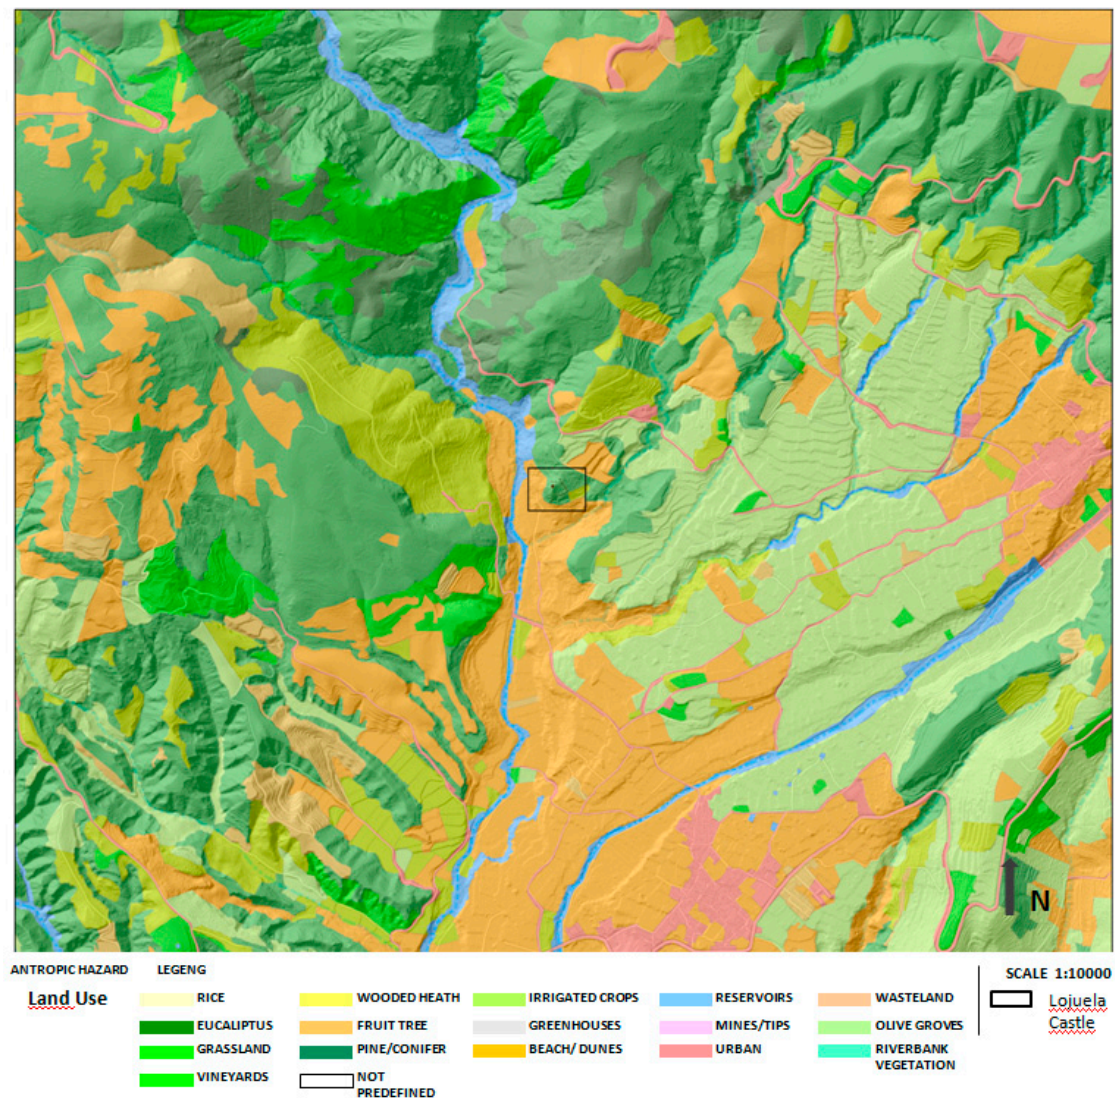 N
ANTROPIC HAZARD LEGENG
Land Use
RICE
EUCALIPTUS
GRASSLAND
VINEYARDS
WOODED HEATH
FRUIT TREE
PINE/CONIFER
NOT
PREDEFINED
IRRIGATED CROPS
GREENHOUSES
BEACH/ DUNES
RESERVOIRS
MINES/TIPS
URBAN
WASTELAND
OLIVE GROVES
RIVERBANK
VEGETATION
SCALE 1:10000
Lojuela
Castle